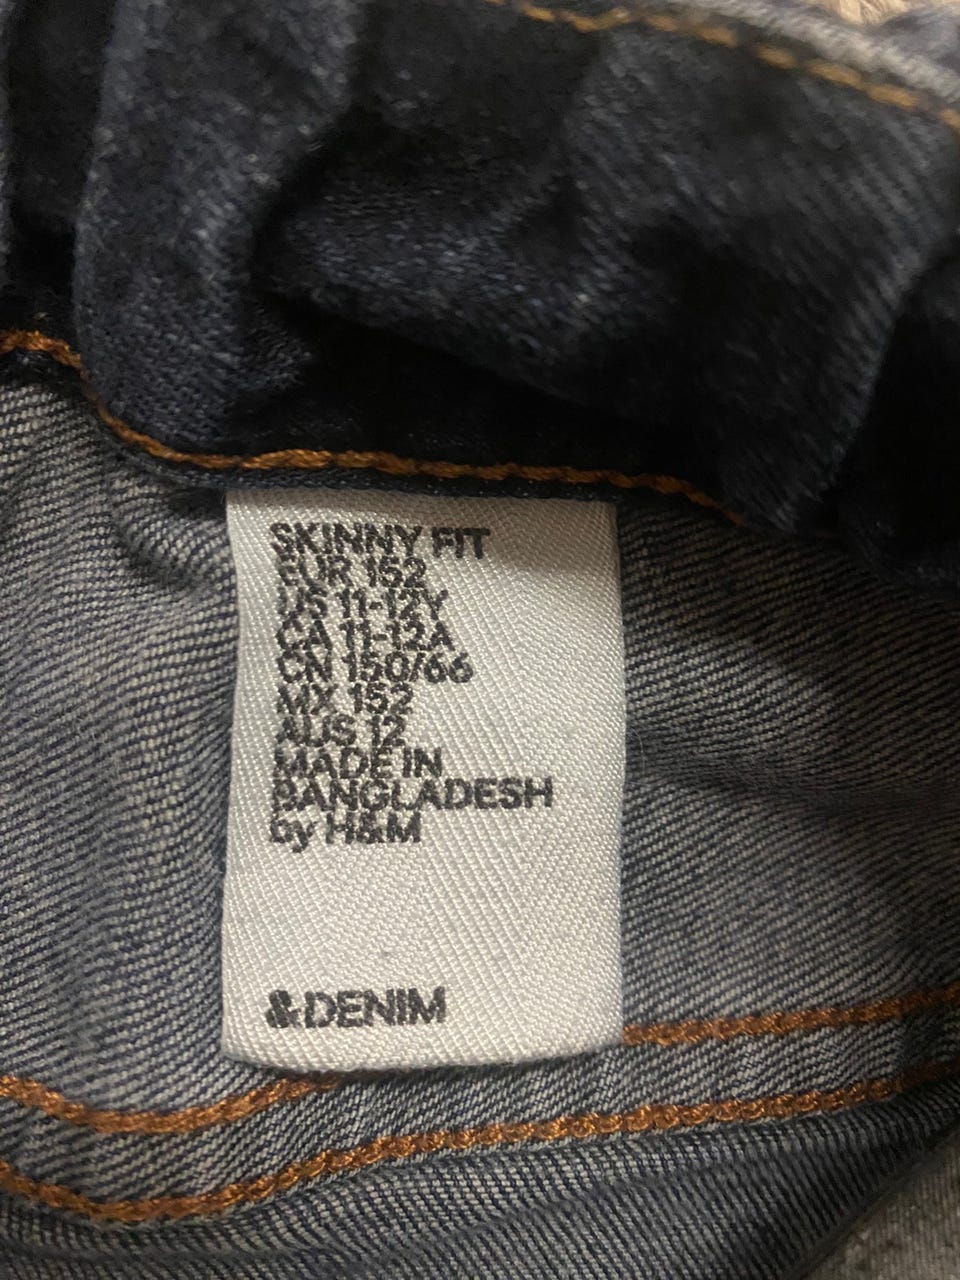 SKINNY FIT
EUR 152
US 11-12Y
CA 11-12A
CN 150/66
MX 152
AUS 12
MADE IN
BANGLADESH
by H&M
&DENIM